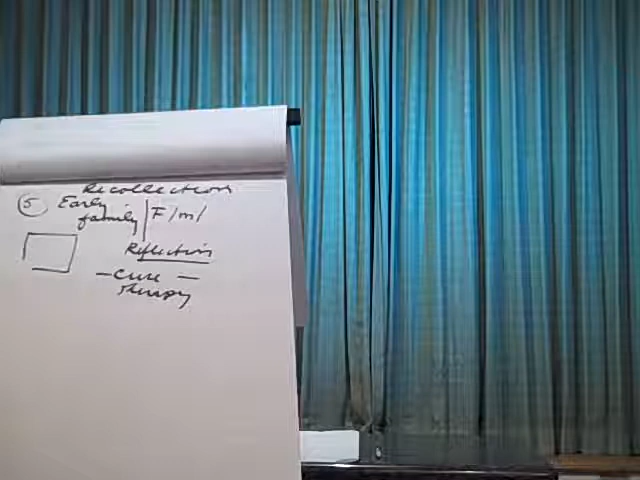 Recollection
⑤ Early
family | F/m/
Reflection
- Cure -
therapy